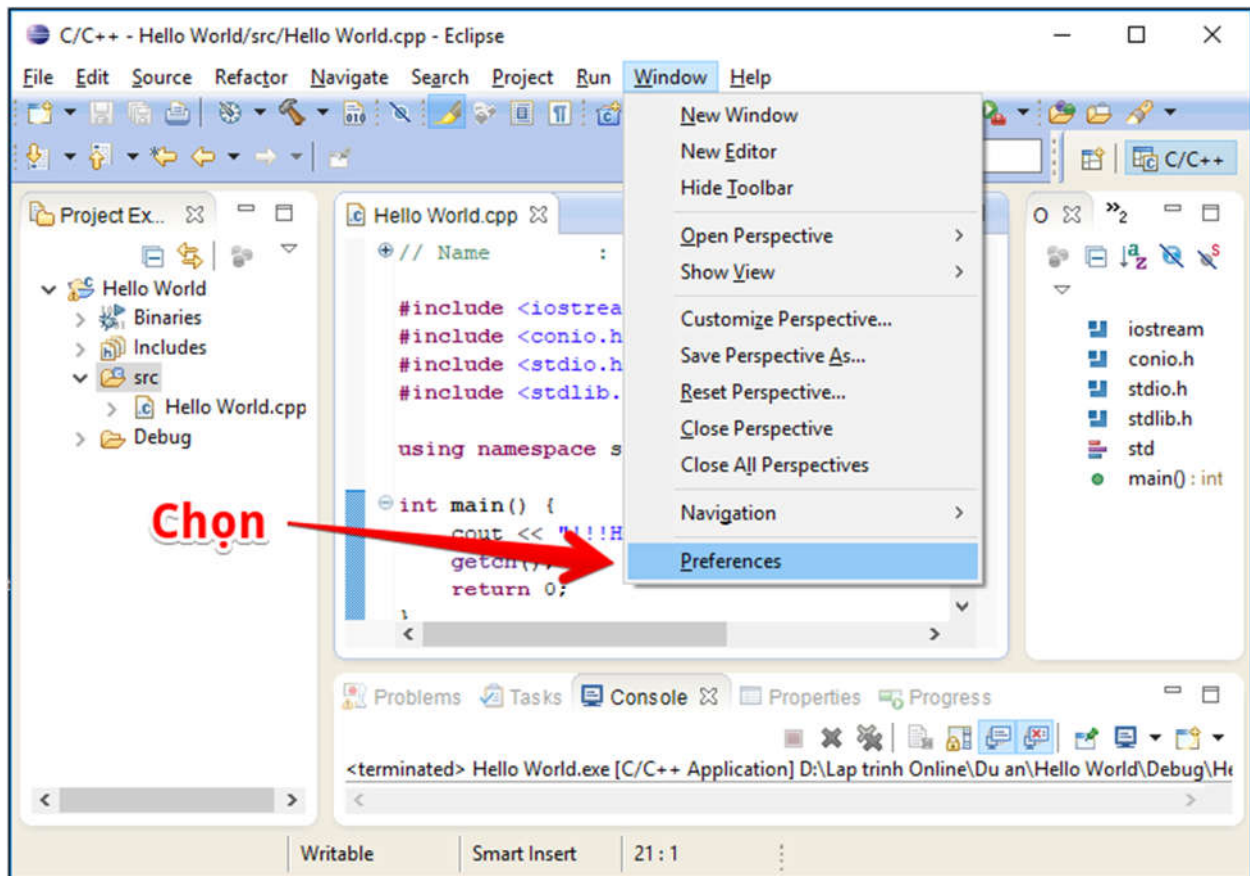 C/C++ - Hello World/src/Hello World.cpp - Eclipse
File Edit Source Refactor Navigate Search Project Run Window Help
New Window
New Editor
Hide Toolbar
Open Perspective
Show View
Customize Perspective...
Save Perspective As...
Reset Perspective...
Close Perspective
Close All Perspectives
Navigation
Preferences
C/C++
Project Ex...
Hello World
Binaries
Includes
src
Hello World.cpp
Debug
Hello World.cpp
// Name :
#include <iostrea
#include <conio.h
#include <stdio.h
#include <stdlib.
using namespace s
int main() {
cout << "!!!H
getch();
return 0;
}
Chọn
O »2
iostream
conio.h
stdio.h
stdlib.h
std
main() : int
Problems Tasks Console Properties Progress
<terminated> Hello World.exe [C/C++ Application] D:\Lap trinh Online\Du an\Hello World\Debug\He
Writable Smart Insert 21 : 1